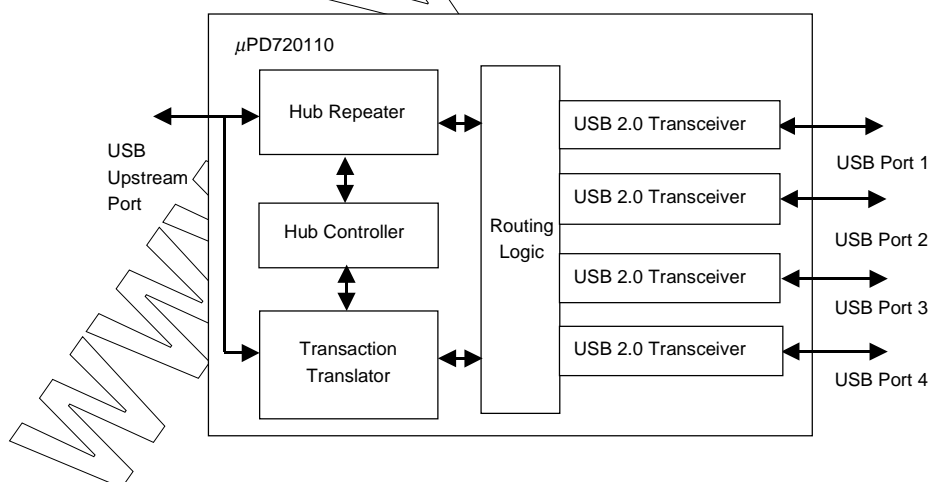 μPD720110
Hub Repeater
USB
Upstream
Port
Hub Controller
Transaction
Translator
Routing
Logic
USB 2.0 Transceiver
USB 2.0 Transceiver
USB 2.0 Transceiver
USB 2.0 Transceiver
USB Port 1
USB Port 2
USB Port 3
USB Port 4
WWW